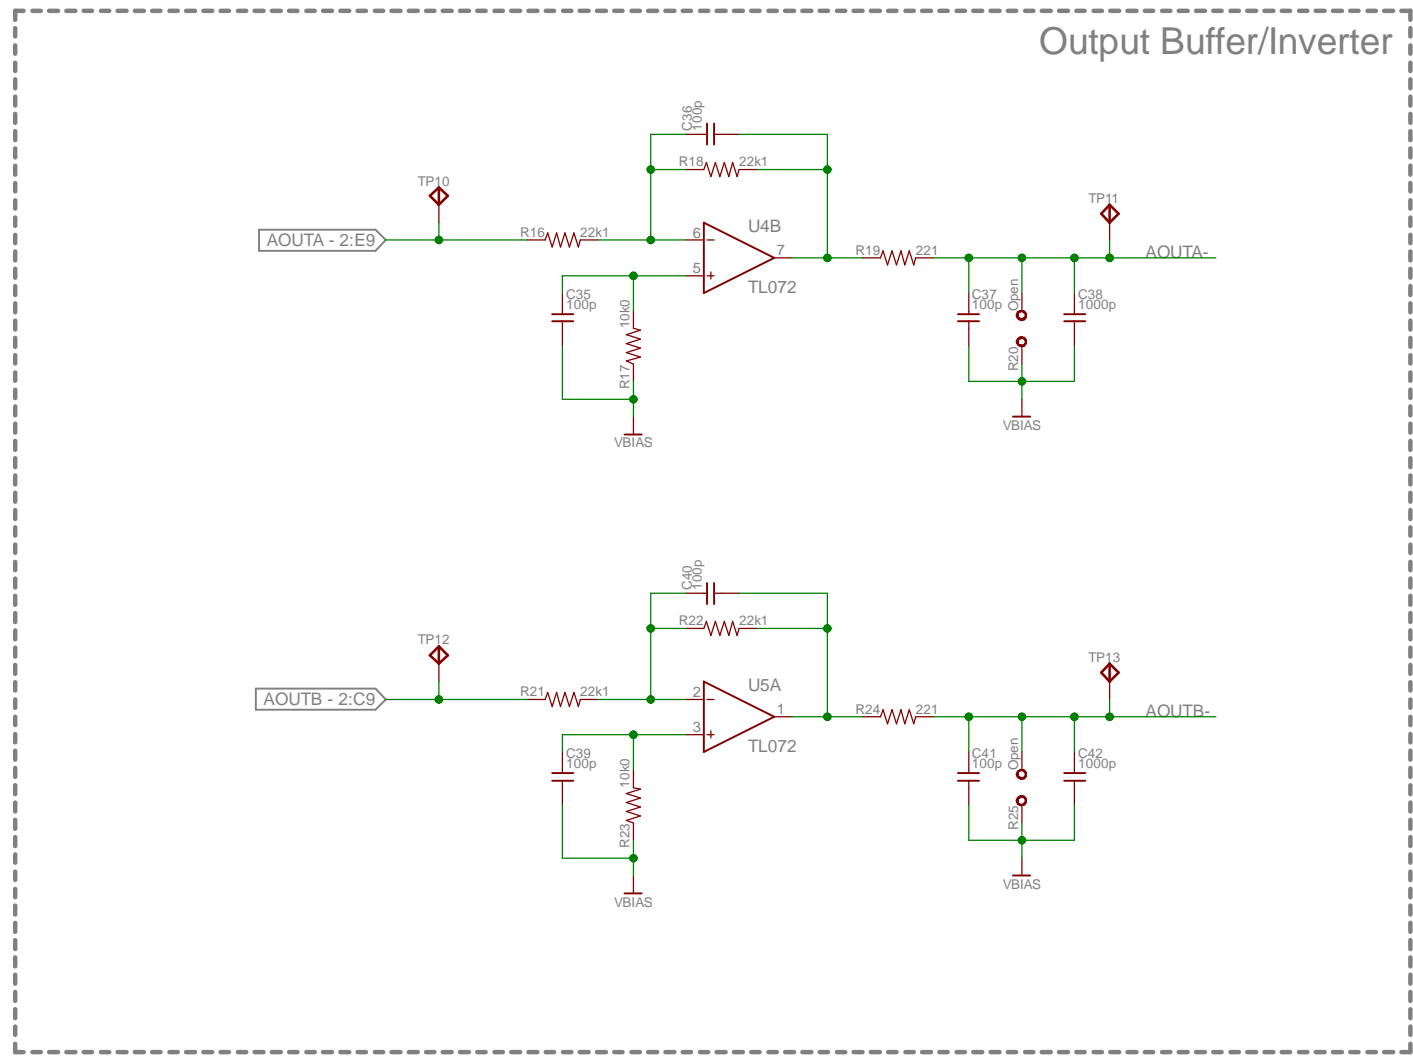 Output Buffer/Inverter
C36
100p
R18 22k1
TP10
TP11
AOUTA - 2:E9
R16 22k1
6
U4B
7
5
TL072
R19 221
AOUTA-
C35
100p
10k0
R17
VBIAS
C37
100p
Open
R20
C38
1000p
VBIAS
C40
100p
R22 22k1
TP12
TP13
AOUTB - 2:C9
R21 22k1
2
U5A
1
3
TL072
R24 221
AOUTB-
C39
100p
10k0
R23
VBIAS
C41
100p
Open
R25
C42
1000p
VBIAS